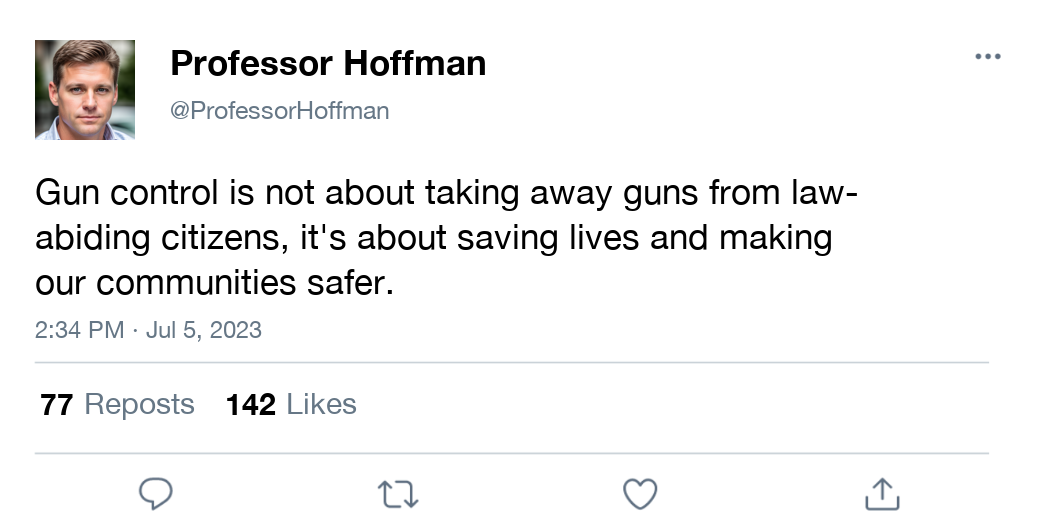 Professor Hoffman
@ProfessorHoffman
Gun control is not about taking away guns from law-
abiding citizens, it's about saving lives and making
our communities safer.
2:34 PM · Jul 5, 2023
77 Reposts 142 Likes